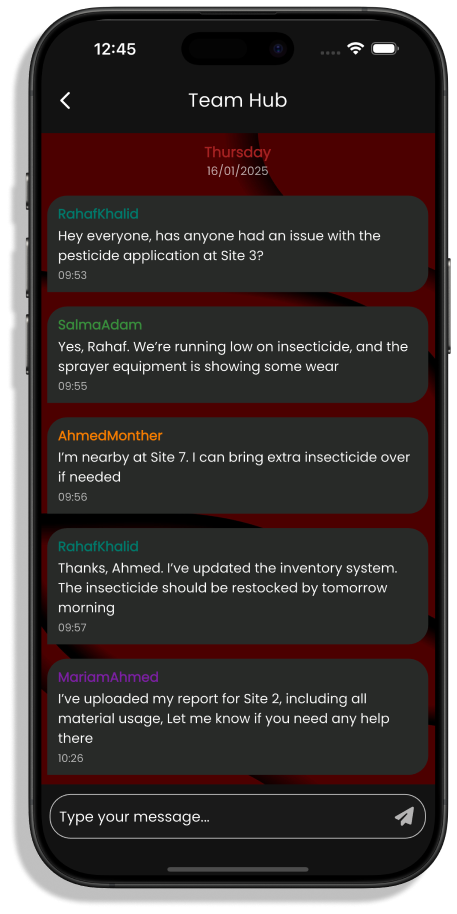 12:45
Team Hub
Thursday
16/01/2025
RahafKhalid
Hey everyone, has anyone had an issue with the
pesticide application at Site 3?
09:53
SalmaAdam
Yes, Rahaf. We’re running low on insecticide, and the
sprayer equipment is showing some wear
09:55
AhmedMonther
I’m nearby at Site 7. I can bring extra insecticide over
if needed
09:56
RahafKhalid
Thanks, Ahmed. I’ve updated the inventory system.
The insecticide should be restocked by tomorrow
morning
09:57
MariamAhmed
I’ve uploaded my report for Site 2, including all
material usage, Let me know if you need any help
there
10:26
Type your message...